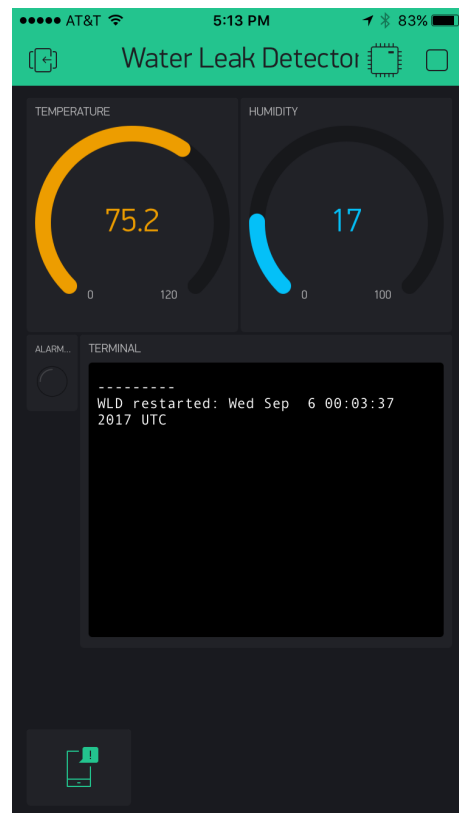 AT&T 5:13 PM 83%
Water Leak Detector
TEMPERATURE HUMIDITY
75.2 17
0 120 0 100
ALARM... TERMINAL
---------
WLD restarted: Wed Sep  6 00:03:37
2017 UTC
!